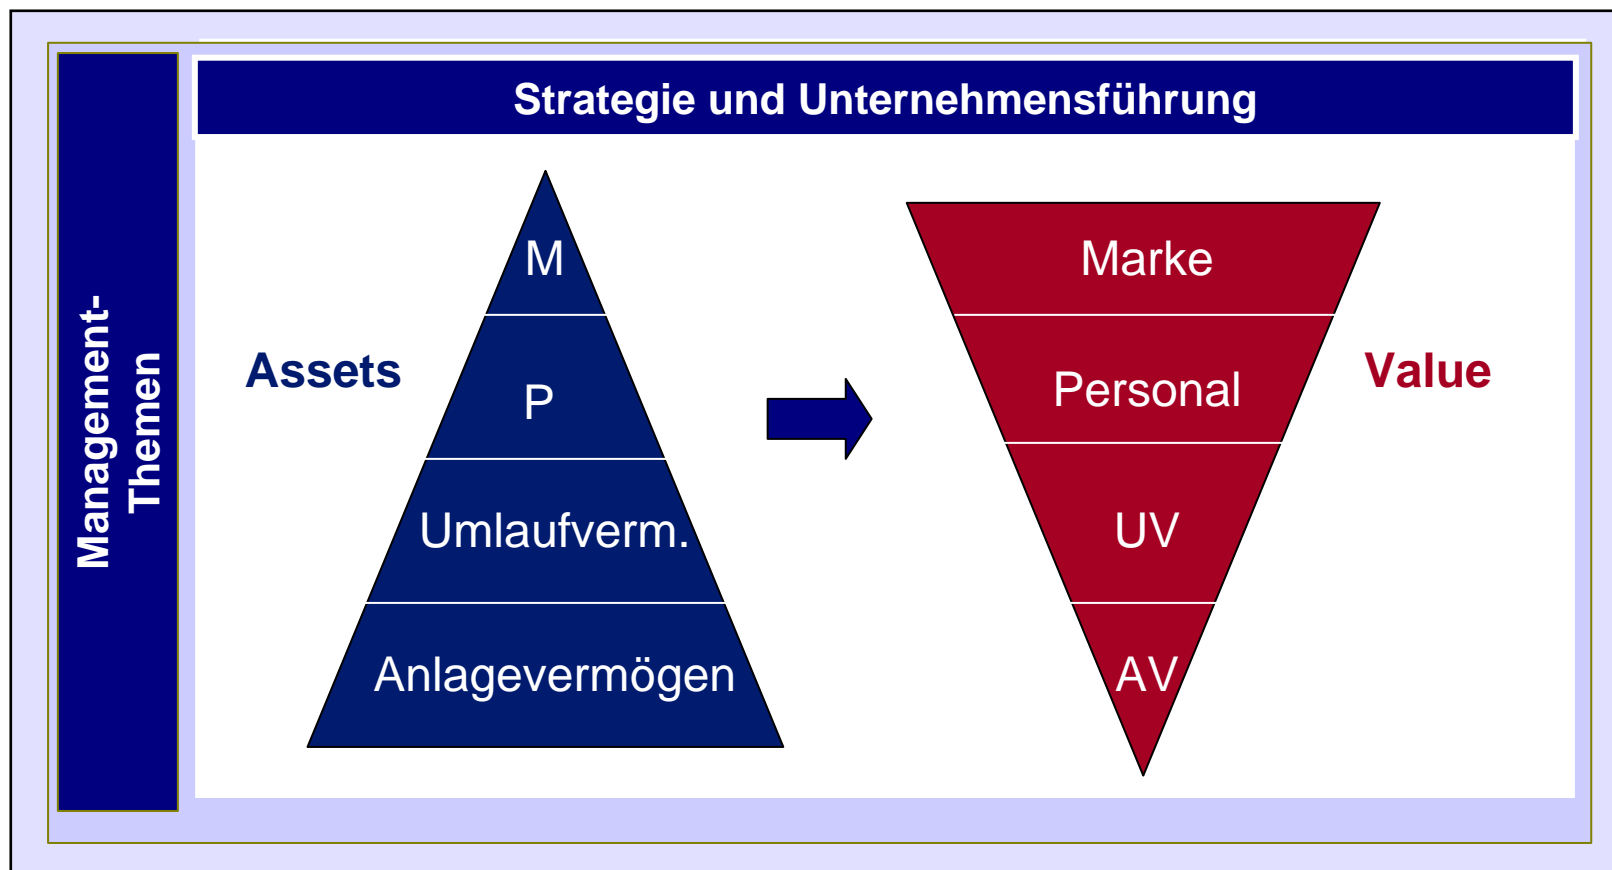 Strategie und Unternehmensführung
Management-
Themen
Assets
M
P
Umlaufverm.
Anlagevermögen
Marke
Personal
UV
AV
Value